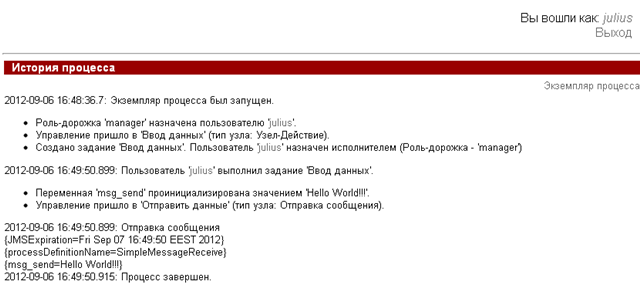 Вы вошли как: julius
Выход
История процесса
Экземпляр процесса
2012-09-06 16:48:36.7: Экземпляр процесса был запущен.
• Роль-дорожка 'manager' назначена пользователю 'julius'.
• Управление пришло в 'Ввод данных' (тип узла: Узел-Действие).
• Создано задание 'Ввод данных'. Пользователь 'julius' назначен исполнителем (Роль-дорожка - 'manager')
2012-09-06 16:49:50.899: Пользователь 'julius' выполнил задание 'Ввод данных'.
• Переменная 'msg_send' проинициализирована значением 'Hello World!!!'.
• Управление пришло в 'Отправить данные' (тип узла: Отправка сообщения).
2012-09-06 16:49:50.899: Отправка сообщения
{JMSExpiration=Fri Sep 07 16:49:50 EEST 2012}
{processDefinitionName=SimpleMessageReceive}
{msg_send=Hello World!!!}
2012-09-06 16:49:50.915: Процесс завершен.